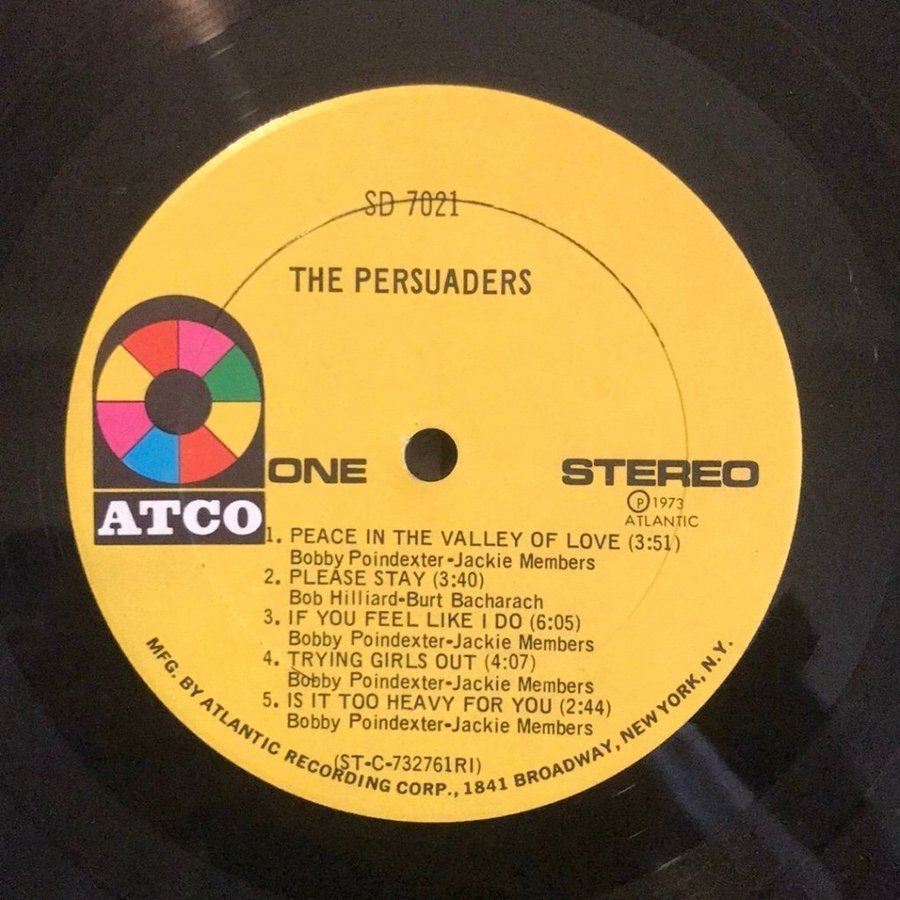 SD 7021
THE PERSUADERS
ATCO
ONE
STEREO
Ⓟ 1973
ATLANTIC
1. PEACE IN THE VALLEY OF LOVE (3:51)
Bobby Poindexter-Jackie Members
2. PLEASE STAY (3:40)
Bob Hilliard-Burt Bacharach
3. IF YOU FEEL LIKE I DO (6:05)
Bobby Poindexter-Jackie Members
4. TRYING GIRLS OUT (4:07)
Bobby Poindexter-Jackie Members
5. IS IT TOO HEAVY FOR YOU (2:44)
Bobby Poindexter-Jackie Members
(ST-C-732761RI)
MFG. BY ATLANTIC RECORDING CORP., 1841 BROADWAY, NEW YORK, N.Y.